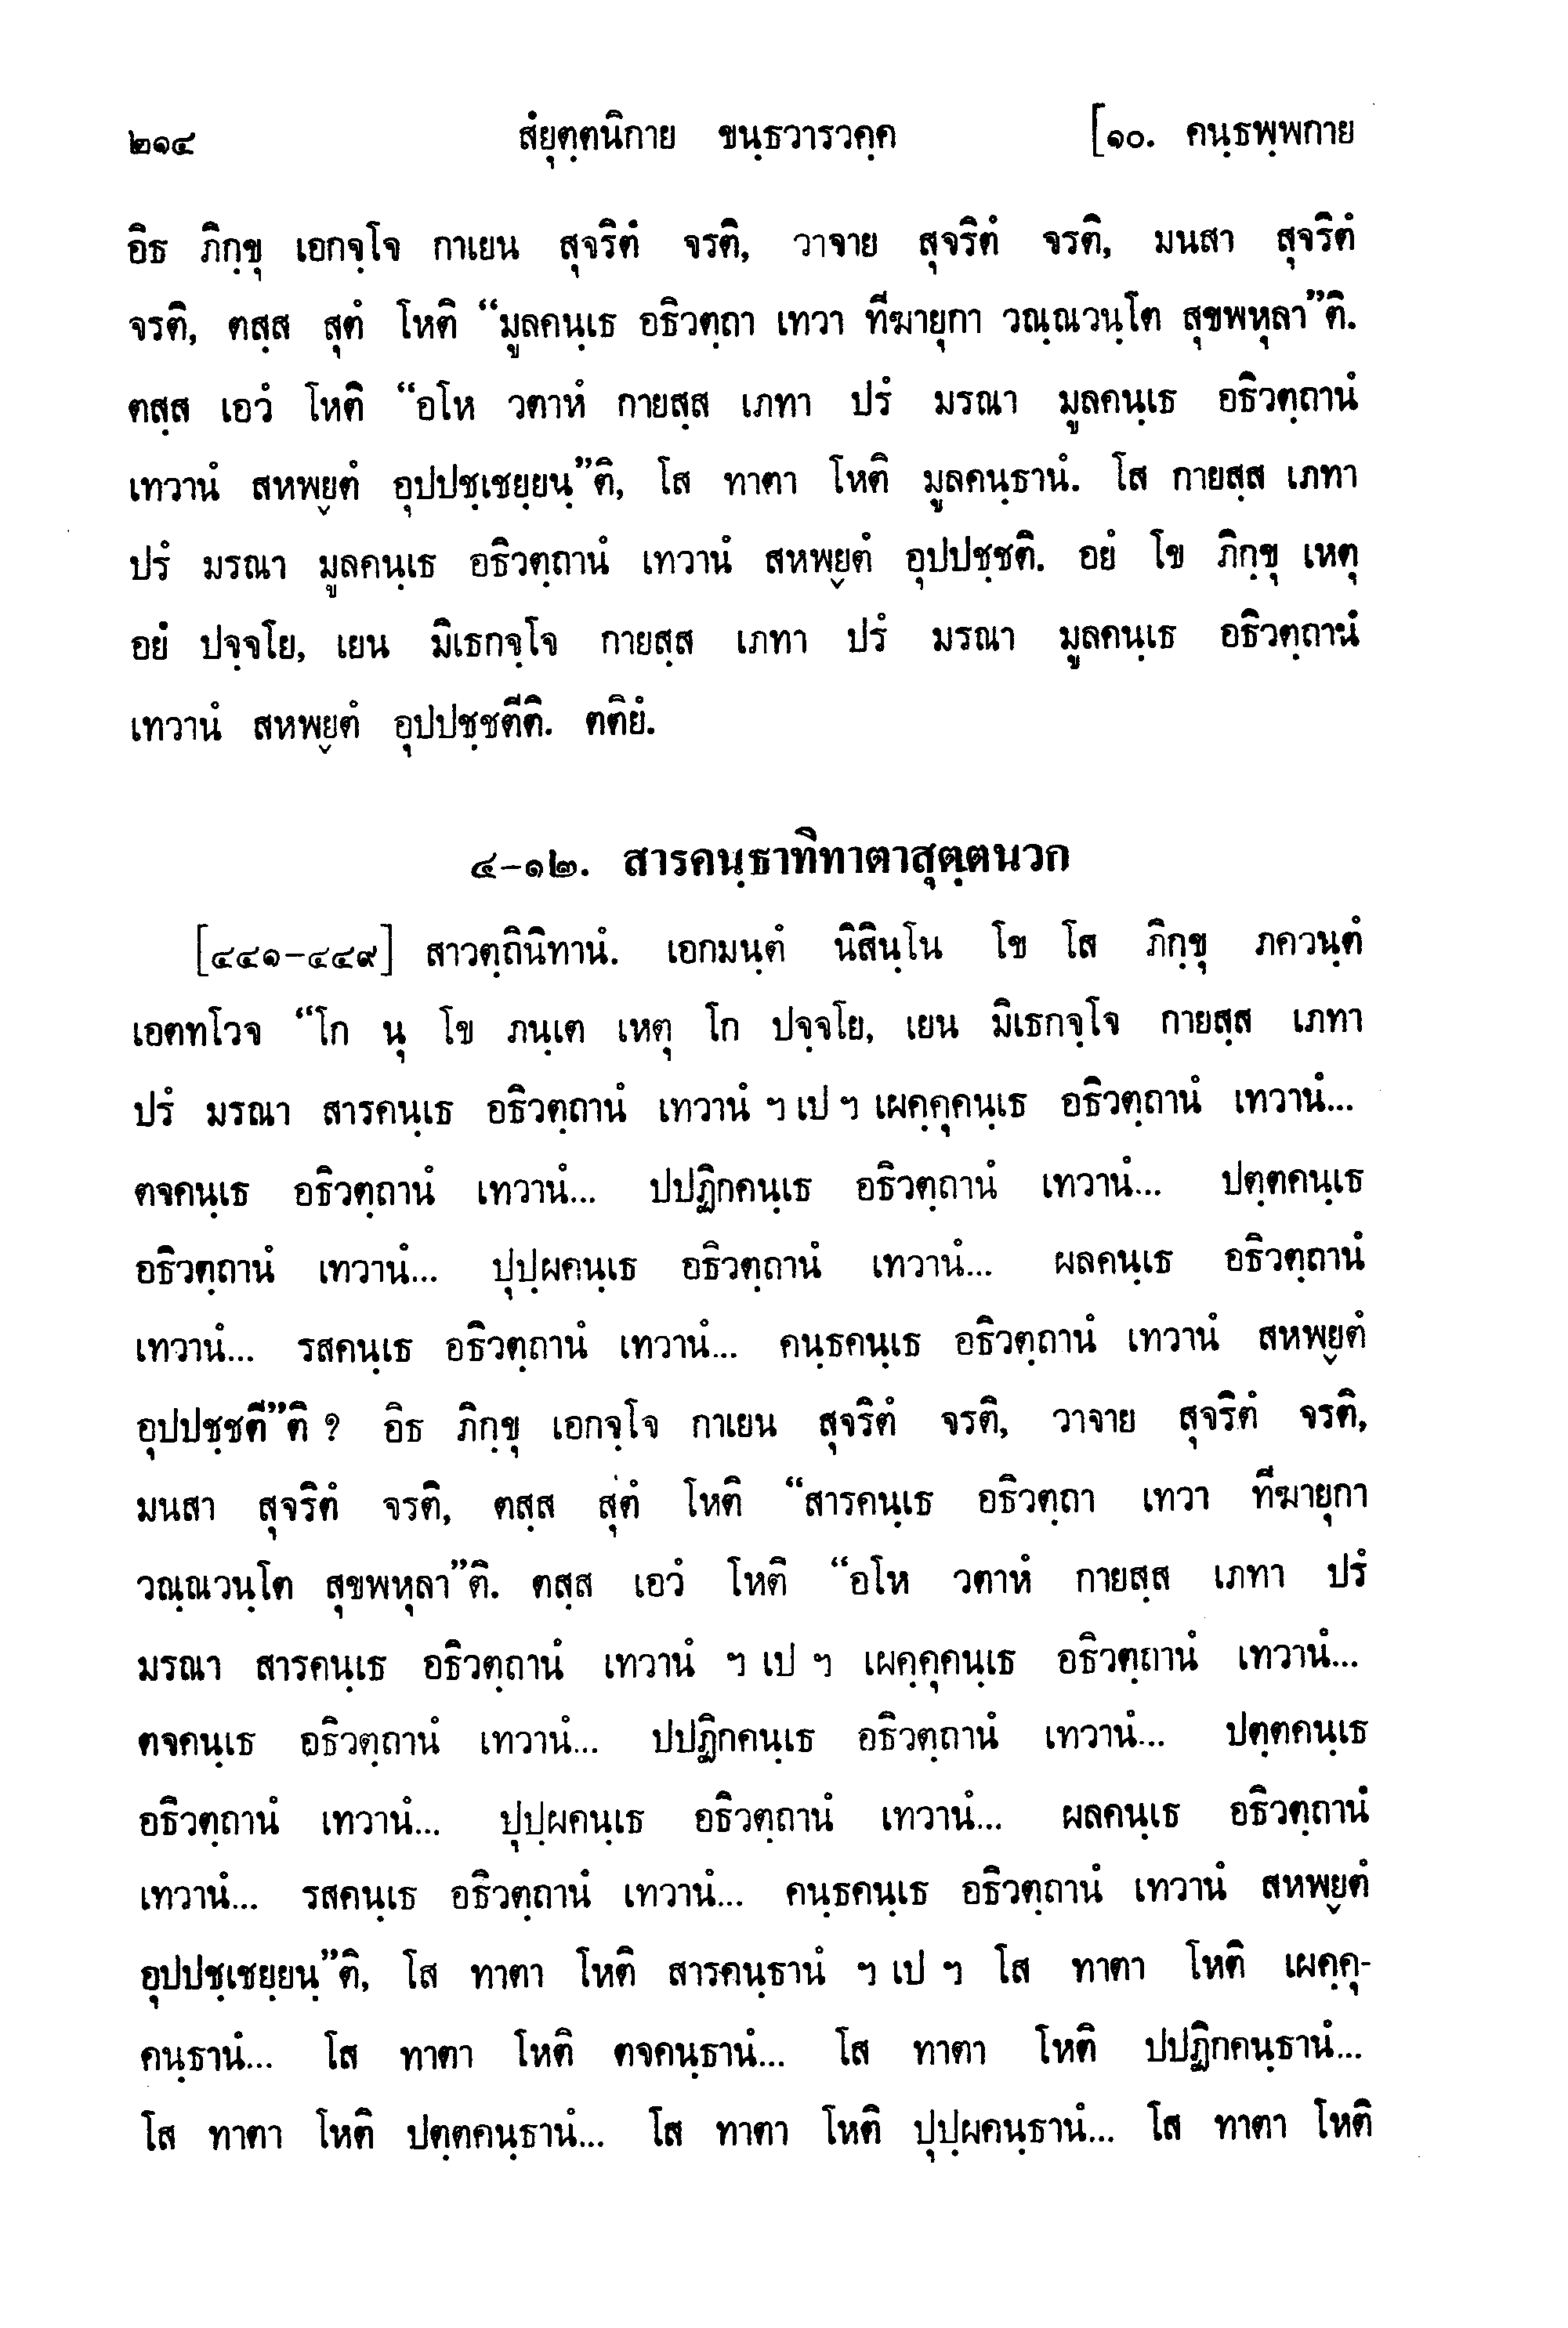 ๒๑๔ สํยุตฺตนิกาย ขนฺธวารวคฺค [๑๐. คนฺธพฺพกาย
อิธ ภิกฺขุ เอกจฺโจ กาเยน สุจริตํ จรติ, วาจาย สุจริตํ จรติ, มนสา สุจริตํ
จรติ, ตสฺส สุตํ โหติ “มูลคนฺเธ อธิวตฺถา เทวา ทีฆายุกา วณฺณวนฺโต สุขพหุลา”ติ.
ตสฺส เอวํ โหติ “อโห วตาหํ กายสฺส เภทา ปรํ มรณา มูลคนฺเธ อธิวตฺถานํ
เทวานํ สหพฺยตํ อุปปชฺเชยฺยนฺ”ติ, โส ทาตา โหติ มูลคนฺธานํ. โส กายสฺส เภทา
ปรํ มรณา มูลคนฺเธ อธิวตฺถานํ เทวานํ สหพฺยตํ อุปปชฺชติ. อยํ โข ภิกฺขุ เหตุ
อยํ ปจฺจโย, เยน มิเธกจฺโจ กายสฺส เภทา ปรํ มรณา มูลคนฺเธ อธิวตฺถานํ
เทวานํ สหพฺยตํ อุปปชฺชตีติ. ตติยํ.
๔-๑๒. สารคนฺธาทิทาตาสุตฺตนวก
[๔๔๑-๔๔๙] สาวตฺถินิทานํ. เอกมนฺตํ นิสินฺโน โข โส ภิกฺขุ ภควนฺตํ
เอตทโวจ “โก นุ โข ภนฺเต เหตุ โก ปจฺจโย, เยน มิเธกจฺโจ กายสฺส เภทา
ปรํ มรณา สารคนฺเธ อธิวตฺถานํ เทวานํ ฯ เป ฯ เผคฺคุคนฺเธ อธิวตฺถานํ เทวานํ...
ตจคนฺเธ อธิวตฺถานํ เทวานํ... ปปฏิกคนฺเธ อธิวตฺถานํ เทวานํ... ปตฺตคนฺเธ
อธิวตฺถานํ เทวานํ... ปุปฺผคนฺเธ อธิวตฺถานํ เทวานํ... ผลคนฺเธ อธิวตฺถานํ
เทวานํ... รสคนฺเธ อธิวตฺถานํ เทวานํ... คนฺธคนฺเธ อธิวตฺถานํ เทวานํ สหพฺยตํ
อุปปชฺชตี”ติ ? อิธ ภิกฺขุ เอกจฺโจ กาเยน สุจริตํ จรติ, วาจาย สุจริตํ จรติ,
มนสา สุจริตํ จรติ, ตสฺส สุตํ โหติ “สารคนฺเธ อธิวตฺถา เทวา ทีฆายุกา
วณฺณวนฺโต สุขพหุลา”ติ. ตสฺส เอวํ โหติ “อโห วตาหํ กายสฺส เภทา ปรํ
มรณา สารคนฺเธ อธิวตฺถานํ เทวานํ ฯ เป ฯ เผคฺคุคนฺเธ อธิวตฺถานํ เทวานํ...
ตจคนฺเธ อธิวตฺถานํ เทวานํ... ปปฏิกคนฺเธ อธิวตฺถานํ เทวานํ... ปตฺตคนฺเธ
อธิวตฺถานํ เทวานํ... ปุปฺผคนฺเธ อธิวตฺถานํ เทวานํ... ผลคนฺเธ อธิวตฺถานํ
เทวานํ... รสคนฺเธ อธิวตฺถานํ เทวานํ... คนฺธคนฺเธ อธิวตฺถานํ เทวานํ สหพฺยตํ
อุปปชฺเชยฺยนฺ”ติ, โส ทาตา โหติ สารคนฺธานํ ฯ เป ฯ โส ทาตา โหติ เผคฺคุ-
คนฺธานํ... โส ทาตา โหติ ตจคนฺธานํ... โส ทาตา โหติ ปปฏิกคนฺธานํ...
โส ทาตา โหติ ปตฺตคนฺธานํ... โส ทาตา โหติ ปุปฺผคนฺธานํ... โส ทาตา โหติ